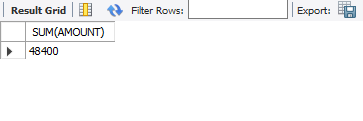 Result Grid Filter Rows: Export:
SUM(AMOUNT)
48400